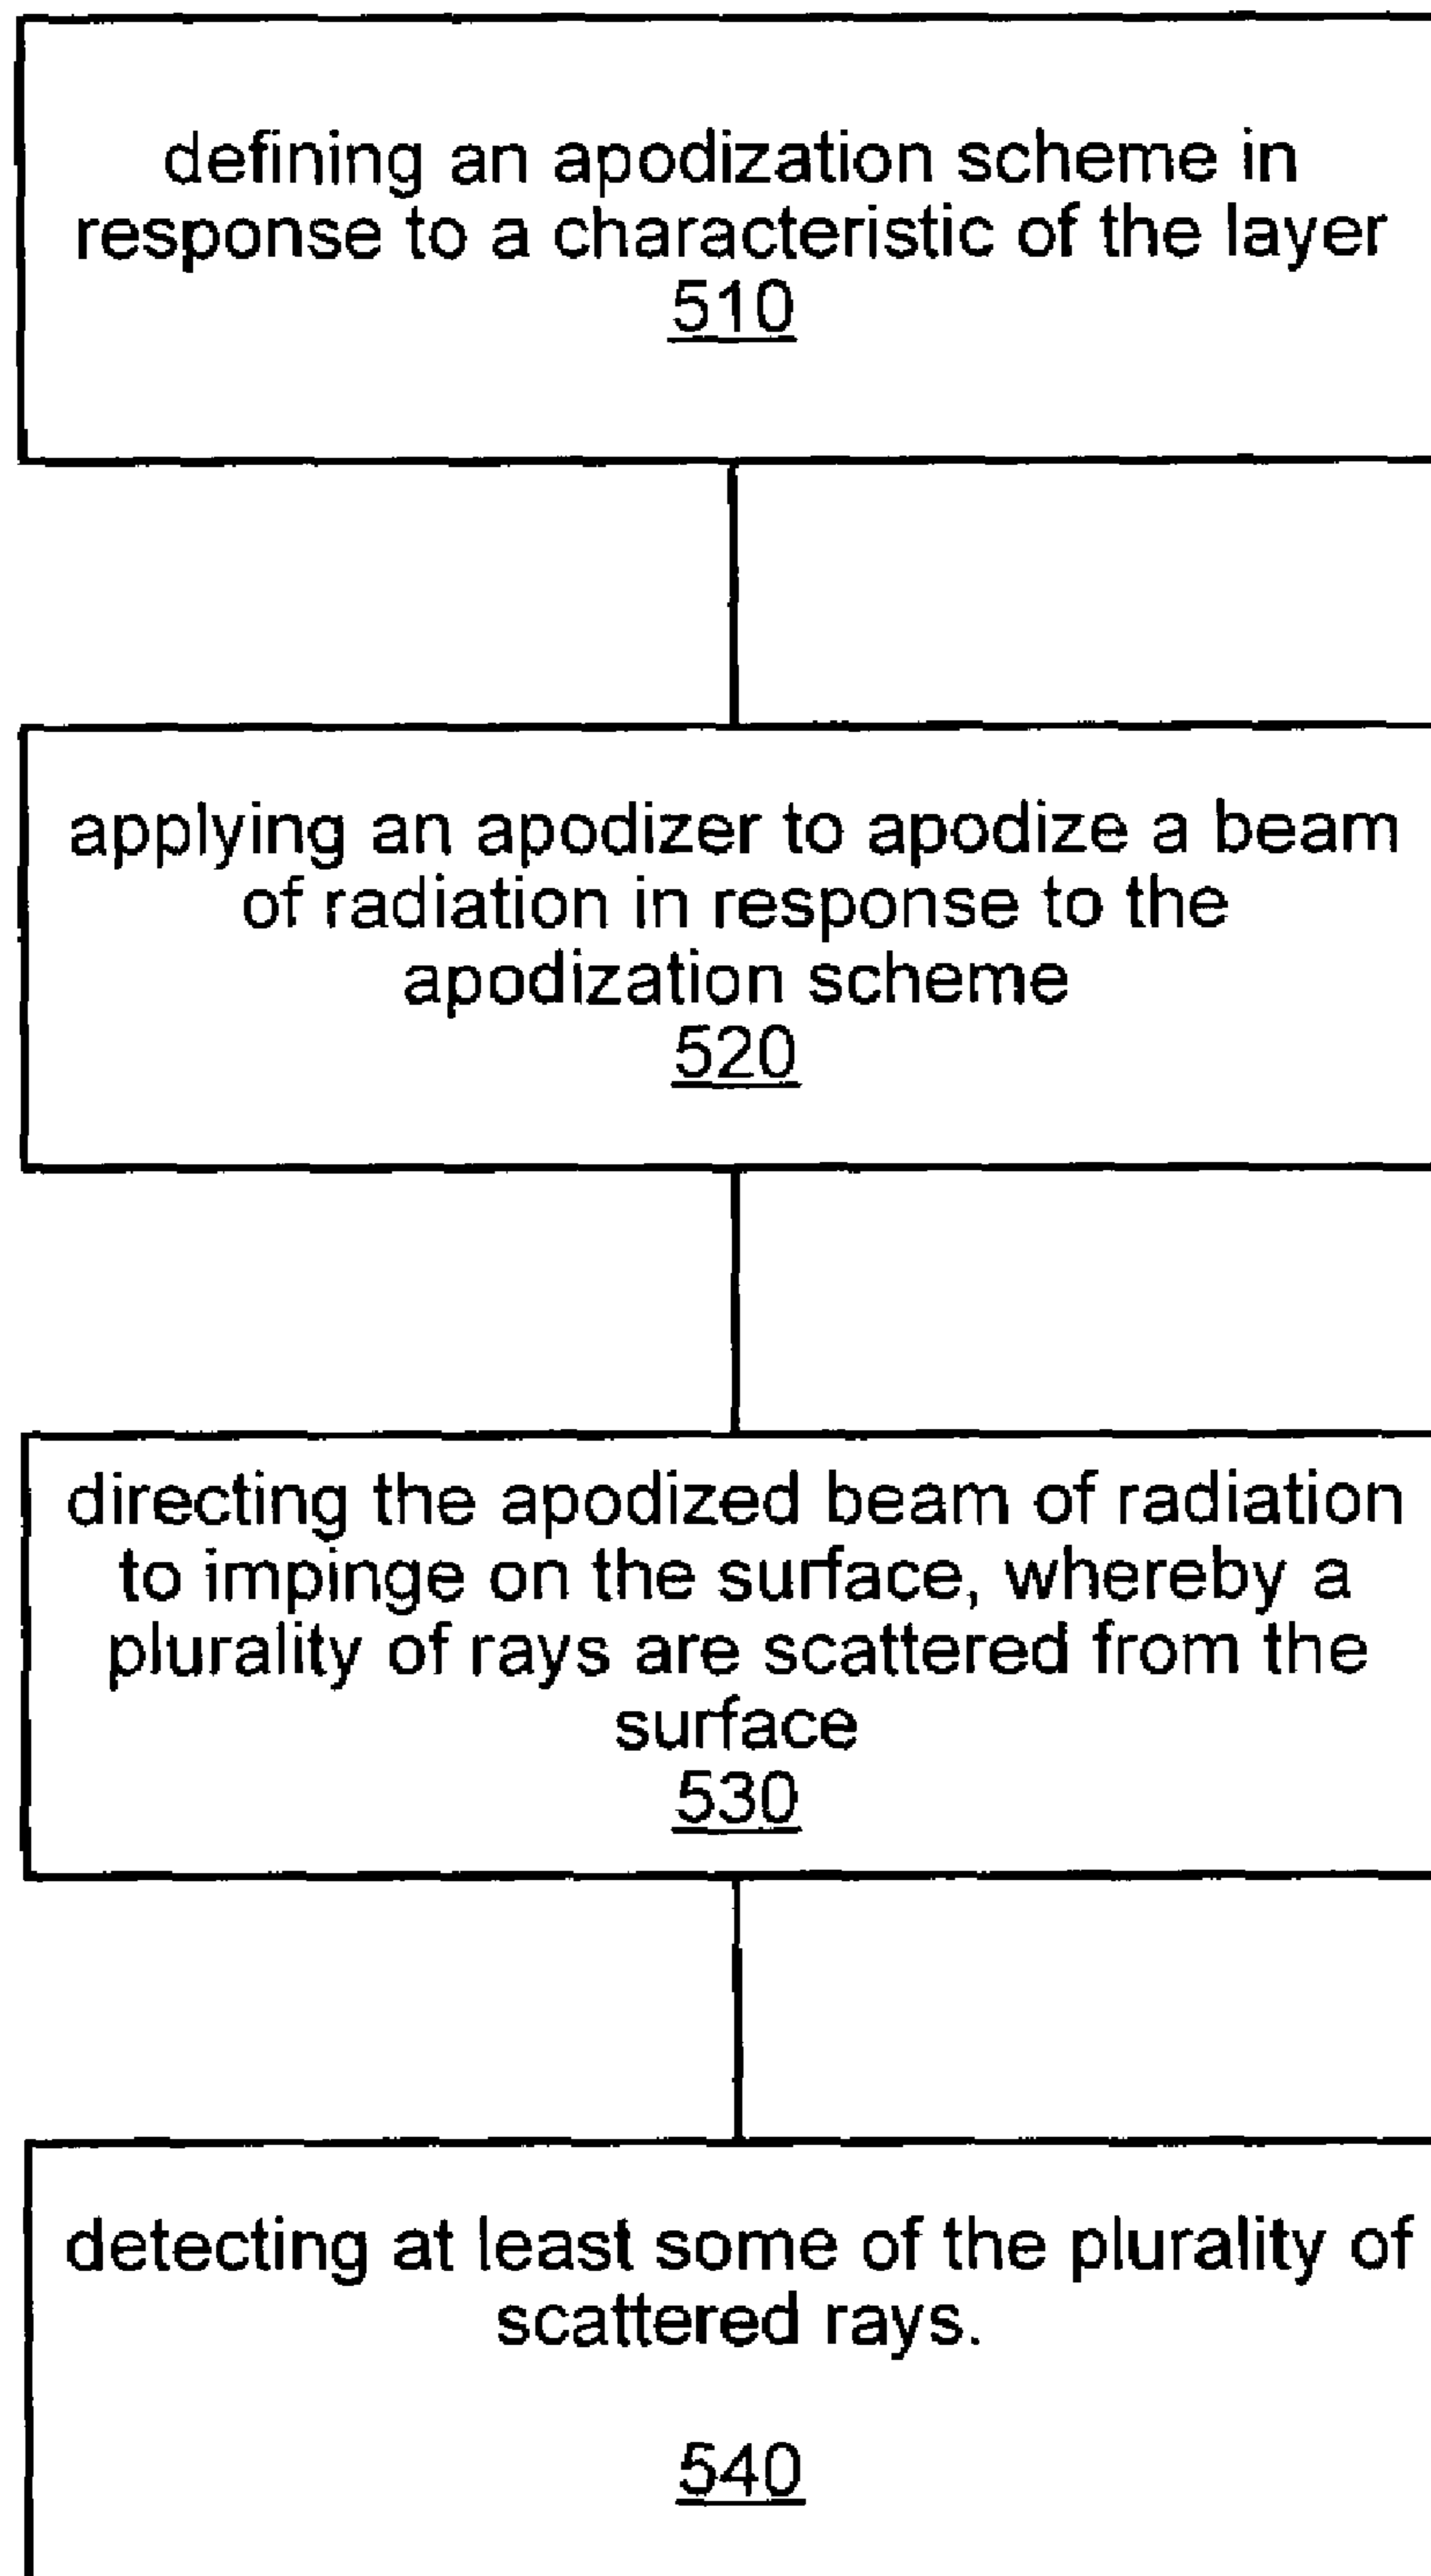 defining an apodization scheme in
response to a characteristic of the layer
510
applying an apodizer to apodize a beam
of radiation in response to the
apodization scheme
520
directing the apodized beam of radiation
to impinge on the surface, whereby a
plurality of rays are scattered from the
surface
530
detecting at least some of the plurality of
scattered rays.
540